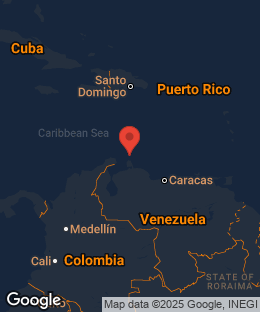 Cuba
Santo
Domingo
Puerto Rico
Caribbean Sea
Caracas
Venezuela
Medellín
Cali
Colombia
STATE OF
RORAIMA
Google
Map data ©2025 Google, INEGI